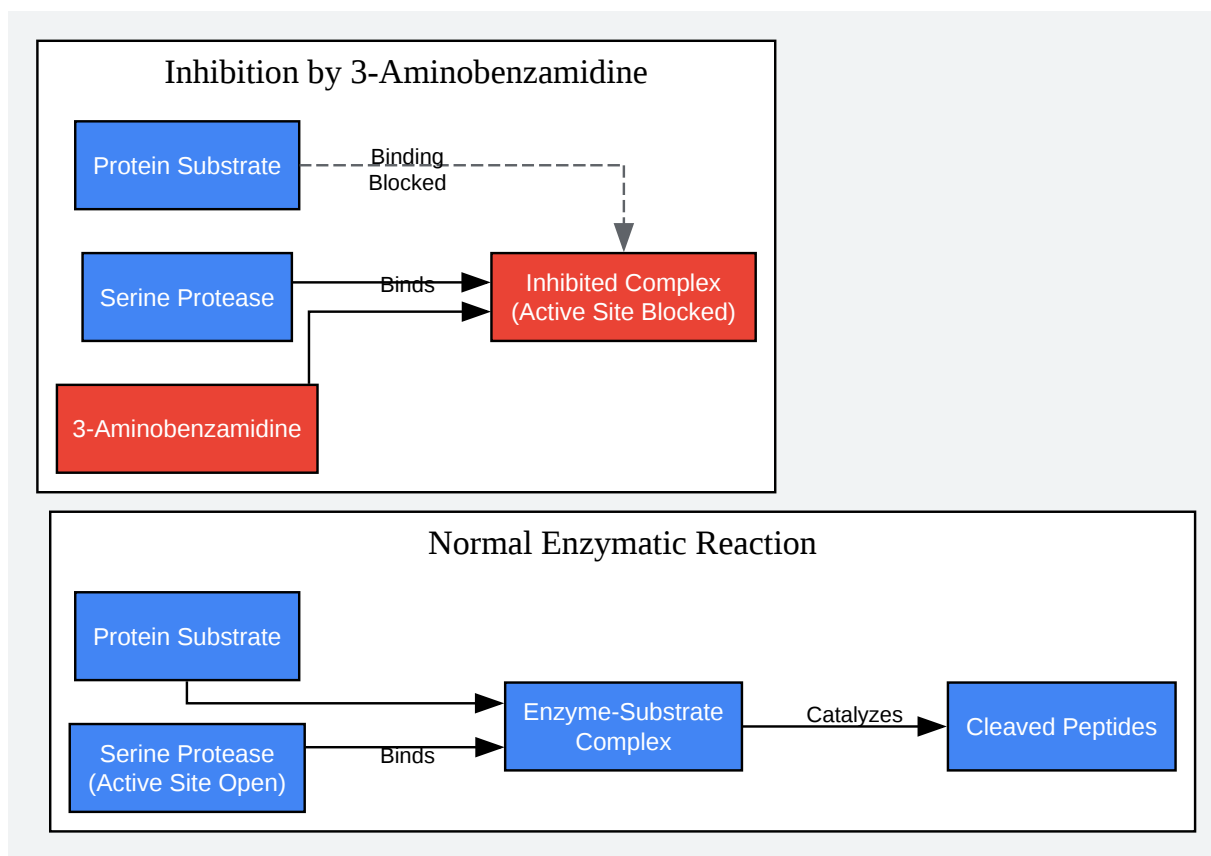 Inhibition by 3-Aminobenzamidine
Protein Substrate
Binding
Blocked
Serine Protease
Binds
Inhibited Complex
(Active Site Blocked)
3-Aminobenzamidine
Normal Enzymatic Reaction
Protein Substrate
Serine Protease
(Active Site Open)
Binds
Enzyme-Substrate
Complex
Catalyzes
Cleaved Peptides